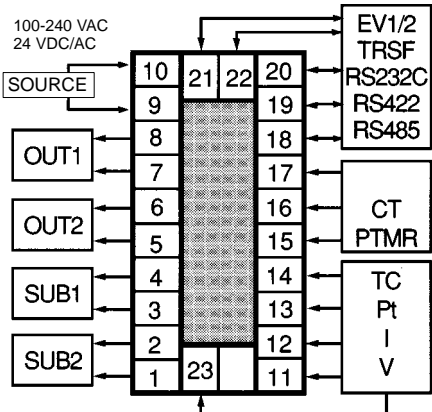 100-240 VAC
24 VDC/AC
SOURCE
OUT1
OUT2
SUB1
SUB2
10
9
8
7
6
5
4
3
2
1
21 22
23
20
19
18
17
16
15
14
13
12
11
EV1/2
TRSF
RS232C
RS422
RS485
CT
PTMR
TC
Pt
I
V